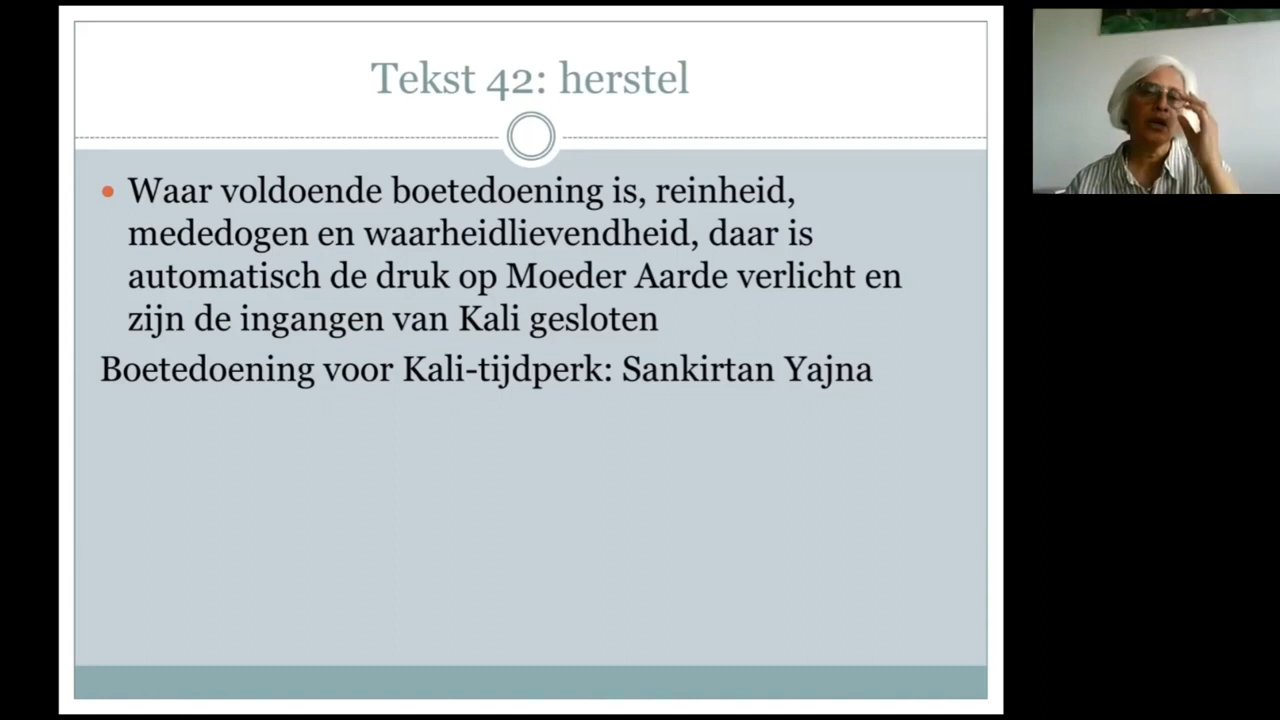 Tekst 42: herstel
• Waar voldoende boetedoening is, reinheid,
mededogen en waarheidlievendheid, daar is
automatisch de druk op Moeder Aarde verlicht en
zijn de ingangen van Kali gesloten
Boetedoening voor Kali-tijdperk: Sankirtan Yajna